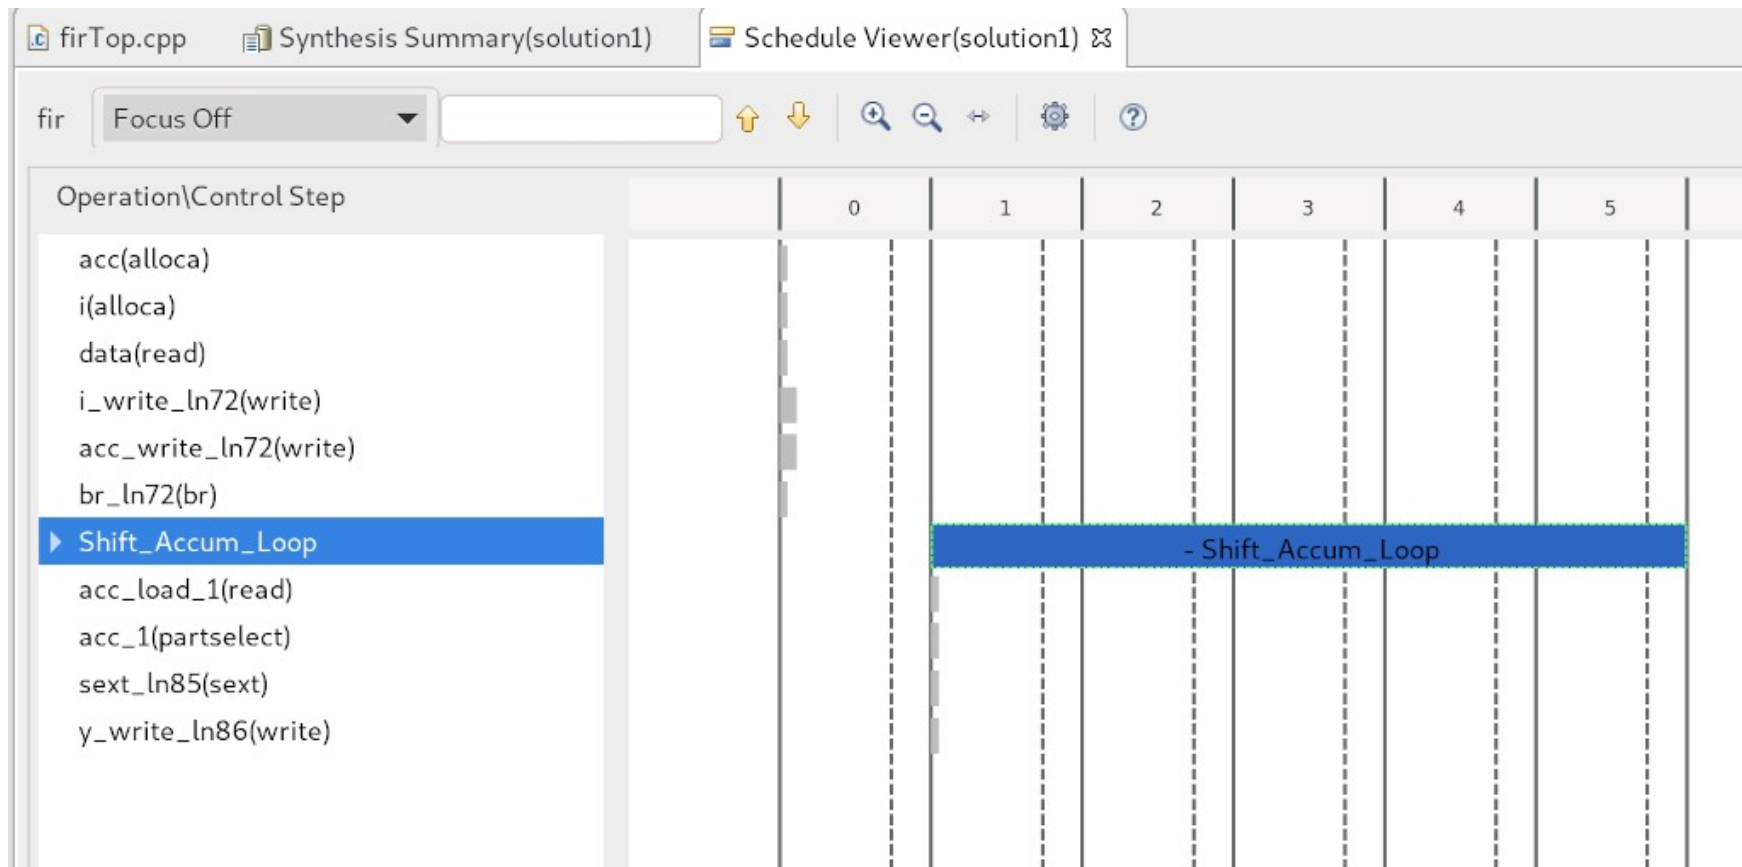 firTop.cpp Synthesis Summary(solution1) Schedule Viewer(solution1)
fir Focus Off
Operation\Control Step 0 1 2 3 4 5
acc(alloca)
i(alloca)
data(read)
i_write_ln72(write)
acc_write_ln72(write)
br_ln72(br)
Shift_Accum_Loop - Shift_Accum_Loop
acc_load_1(read)
acc_1(partselect)
sext_ln85(sext)
y_write_ln86(write)